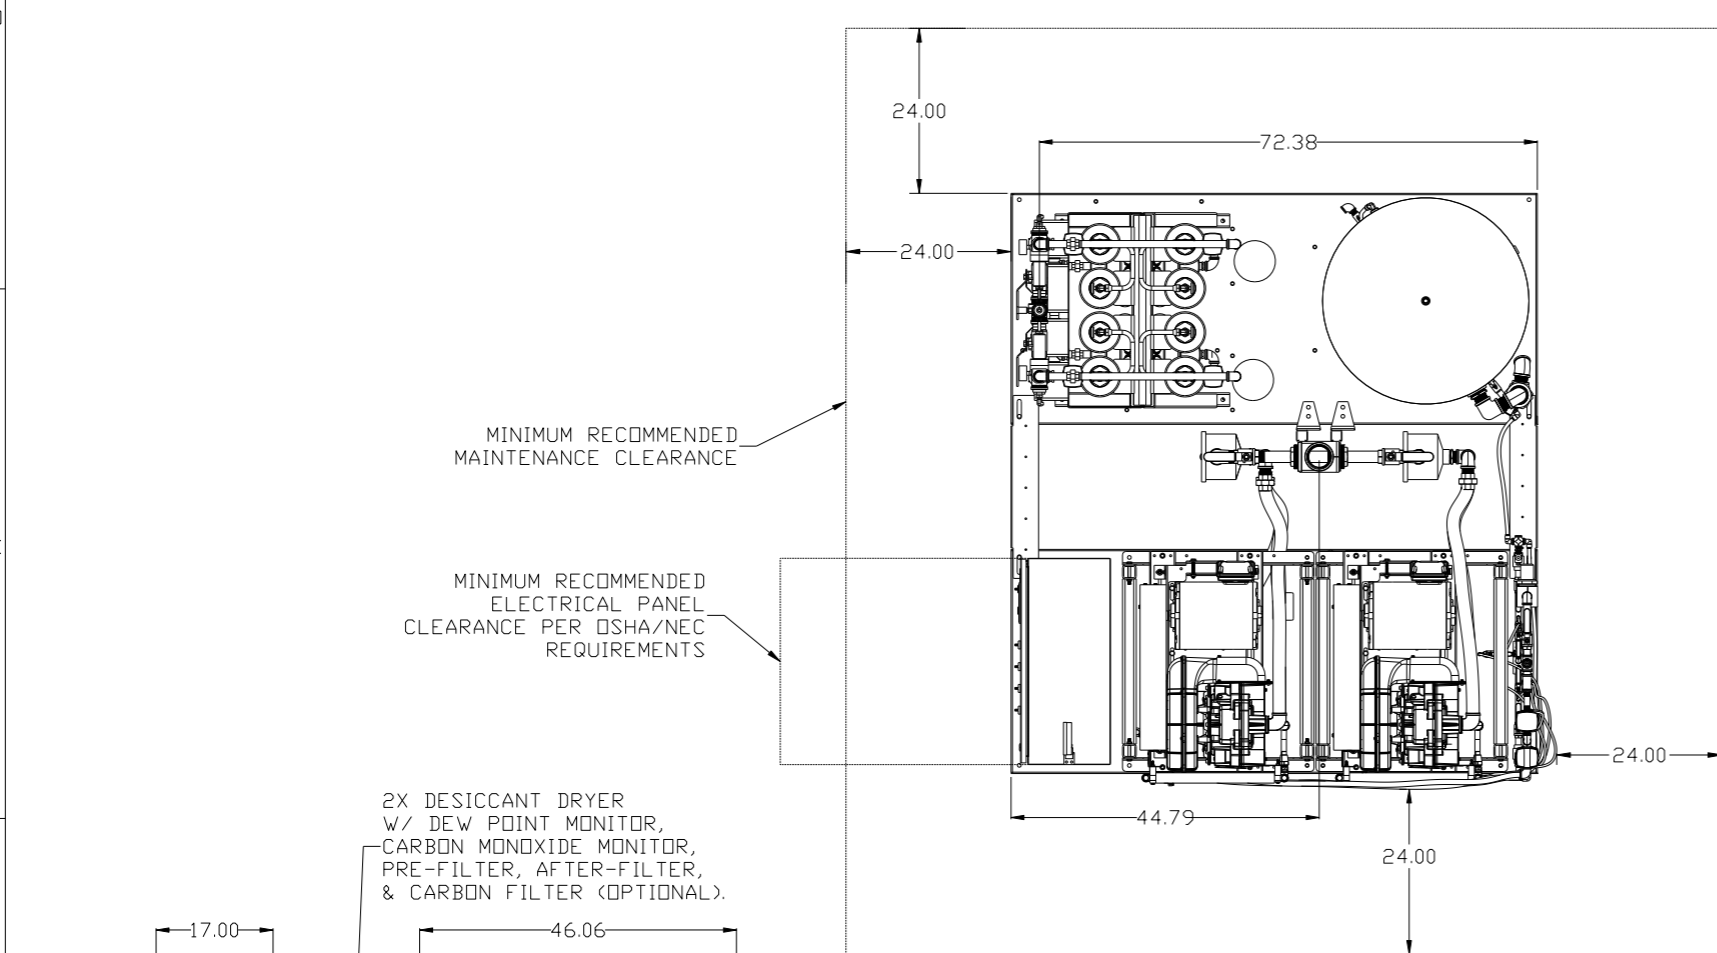 24.00
72.38
24.00
MINIMUM RECOMMENDED
MAINTENANCE CLEARANCE
MINIMUM RECOMMENDED
ELECTRICAL PANEL
CLEARANCE PER OSHA/NEC
REQUIREMENTS
24.00
2X DESICCANT DRYER
W/ DEW POINT MONITOR,
CARBON MONOXIDE MONITOR,
PRE-FILTER, AFTER-FILTER,
& CARBON FILTER (OPTIONAL).
44.79
24.00
17.00
46.06